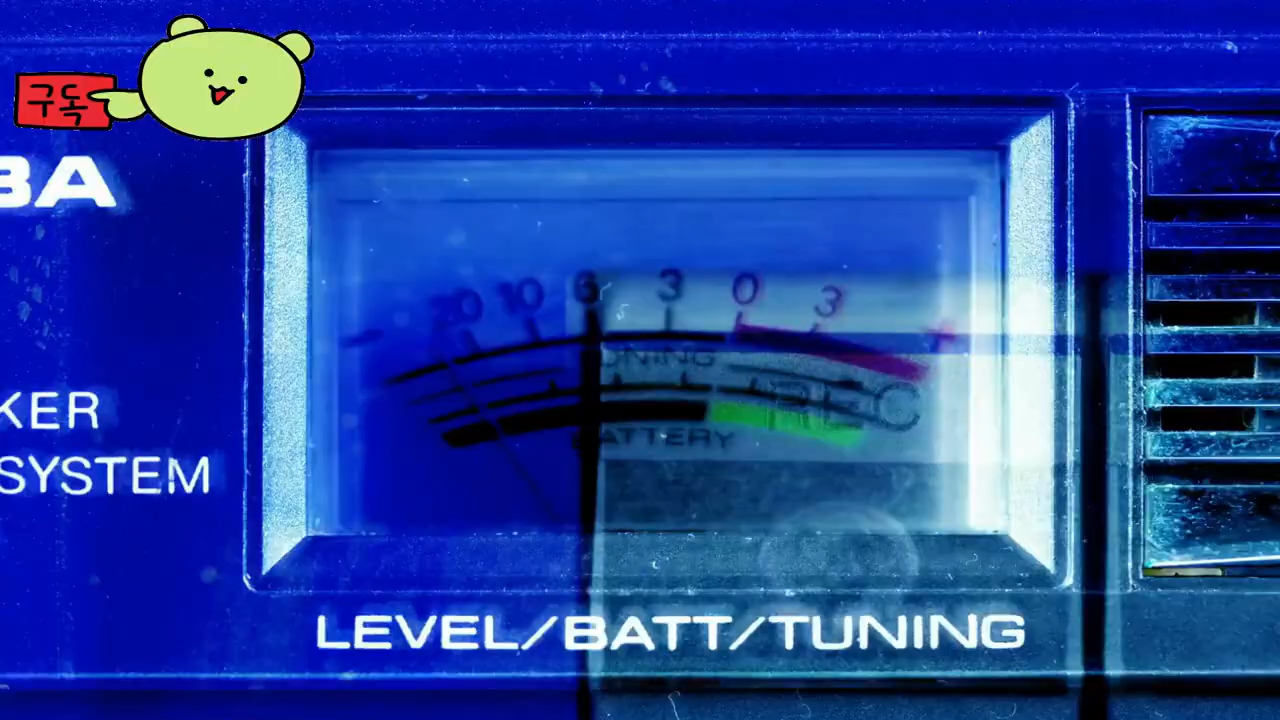 구독
BA
20 10 6 3 0 3 +
TUNING
REC
BATTERY
KER
SYSTEM
LEVEL/BATT/TUNING